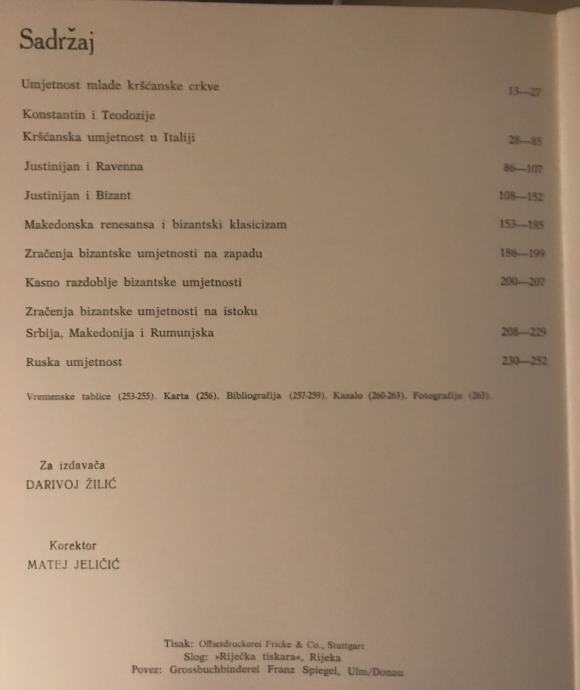 Sadržaj
Umjetnost mlade kršćanske crkve 13—27
Konstantin i Teodozije
Kršćanska umjetnost u Italiji 28—85
Justinijan i Ravenna 86—107
Justinijan i Bizant 108—152
Makedonska renesansa i bizantski klasicizam 153—185
Zračenja bizantske umjetnosti na zapadu 186—199
Kasno razdoblje bizantske umjetnosti 200—207
Zračenja bizantske umjetnosti na istoku
Srbija, Makedonija i Rumunjska 208—229
Ruska umjetnost 230—252
Vremenske tablice (253-255). Karta (256). Bibliografija (257-259). Kazalo (260-263). Fotografije (263).
Za izdavača
DARIVOJ ŽILIĆ
Korektor
MATEJ JELIČIĆ
Tisak: Offsetdruckerei Fricke & Co., Stuttgart
Slog: »Riječka tiskara«, Rijeka
Povez: Grossbuchbinderei Franz Spiegel, Ulm/Donau